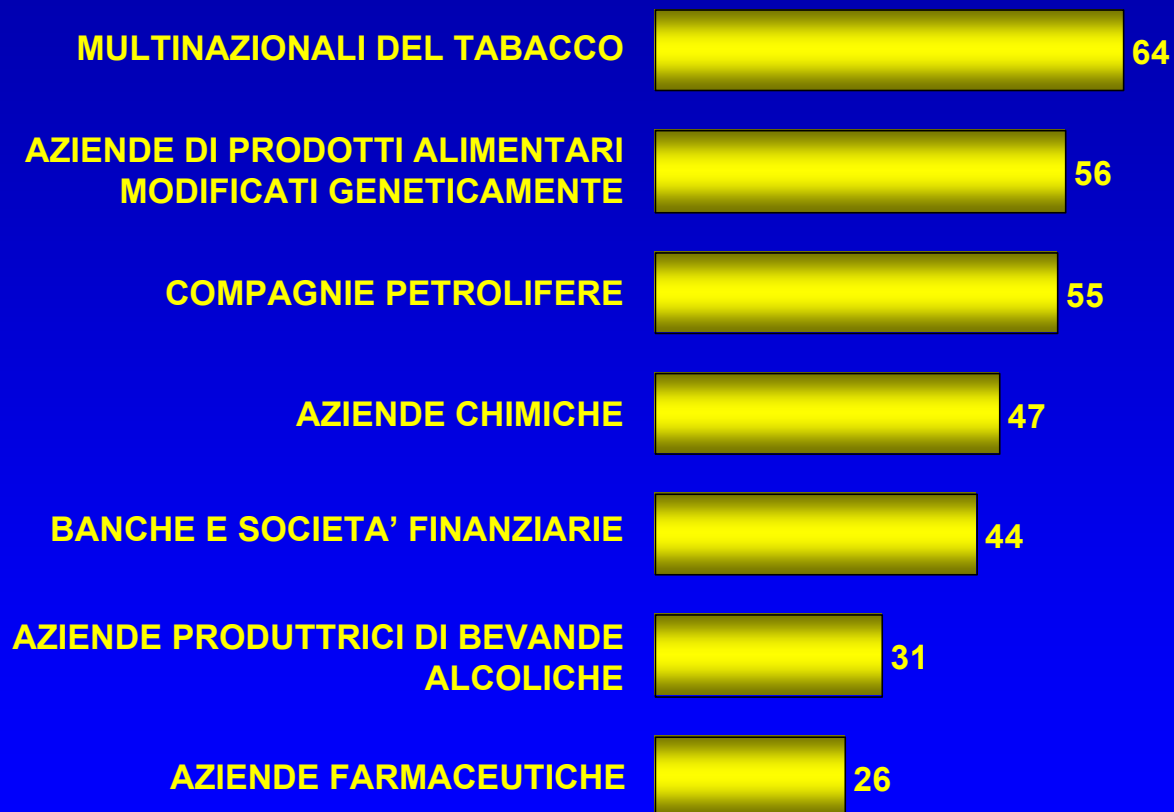 MULTINAZIONALI DEL TABACCO
64
AZIENDE DI PRODOTTI ALIMENTARI
MODIFICATI GENETICAMENTE
56
COMPAGNIE PETROLIFERE
55
AZIENDE CHIMICHE
47
BANCHE E SOCIETA’ FINANZIARIE
44
AZIENDE PRODUTTRICI DI BEVANDE
ALCOLICHE
31
AZIENDE FARMACEUTICHE
26